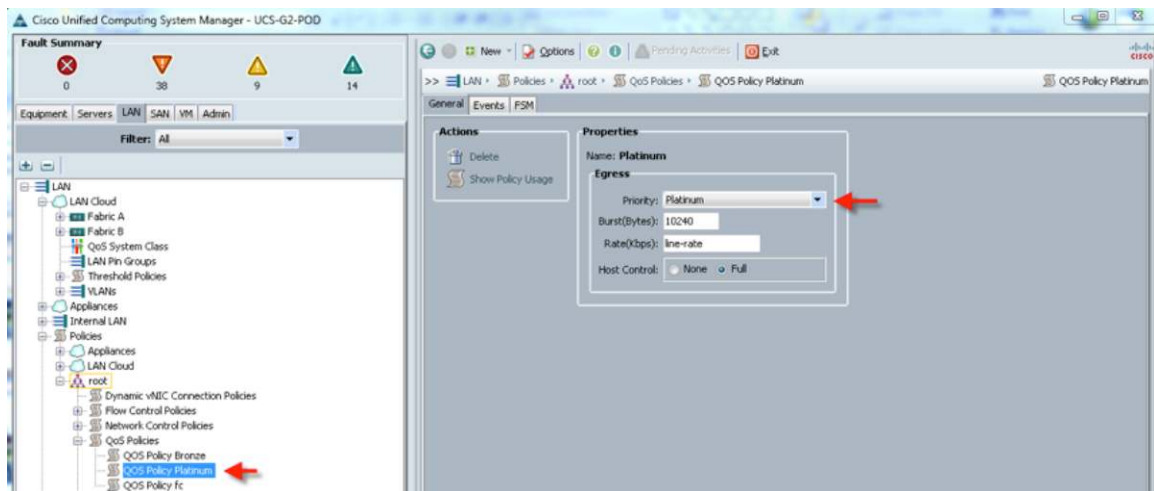 Cisco Unified Computing System Manager - UCS-G2-POD
Fault Summary
0 38 9 14
Equipment Servers LAN SAN VM Admin
Filter: All
LAN
LAN Cloud
Fabric A
Fabric B
QoS System Class
LAN Pin Groups
Threshold Policies
VLANs
Appliances
Internal LAN
Policies
Appliances
LAN Cloud
root
Dynamic vNIC Connection Policies
Flow Control Policies
Network Control Policies
QoS Policies
QOS Policy Bronze
QOS Policy Platinum
QOS Policy fc
New Options Pending Activities Exit
CISCO
>> LAN Policies root QoS Policies QOS Policy Platinum
QOS Policy Platinum
General Events FSM
Actions
Delete
Show Policy Usage
Properties
Name: Platinum
Egress
Priority: Platinum
Burst(Bytes): 10240
Rate(Kbps): line-rate
Host Control: None Full